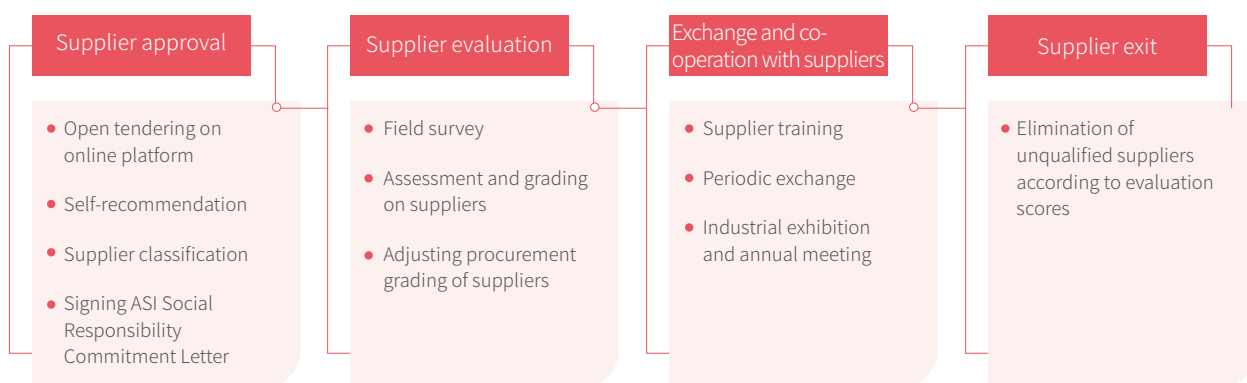 Supplier approval
Open tendering on
online platform
Self-recommendation
Supplier classification
Signing ASI Social
Responsibility
Commitment Letter
Supplier evaluation
Field survey
Assessment and grading
on suppliers
Adjusting procurement
grading of suppliers
Exchange and co-
operation with suppliers
Supplier training
Periodic exchange
Industrial exhibition
and annual meeting
Supplier exit
Elimination of
unqualified suppliers
according to evaluation
scores